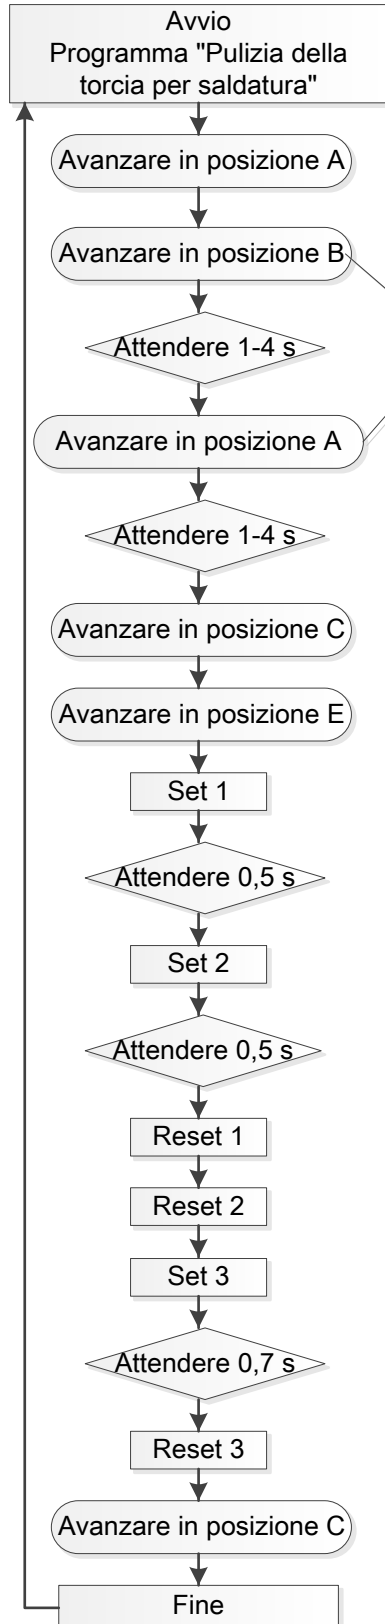 Avvio
Programma "Pulizia della
torcia per saldatura"
Avanzare in posizione A
Avanzare in posizione B
Attendere 1-4 s
Avanzare in posizione A
Attendere 1-4 s
Avanzare in posizione C
Avanzare in posizione E
Set 1
Attendere 0,5 s
Set 2
Attendere 0,5 s
Reset 1
Reset 2
Set 3
Attendere 0,7 s
Reset 3
Avanzare in posizione C
Fine